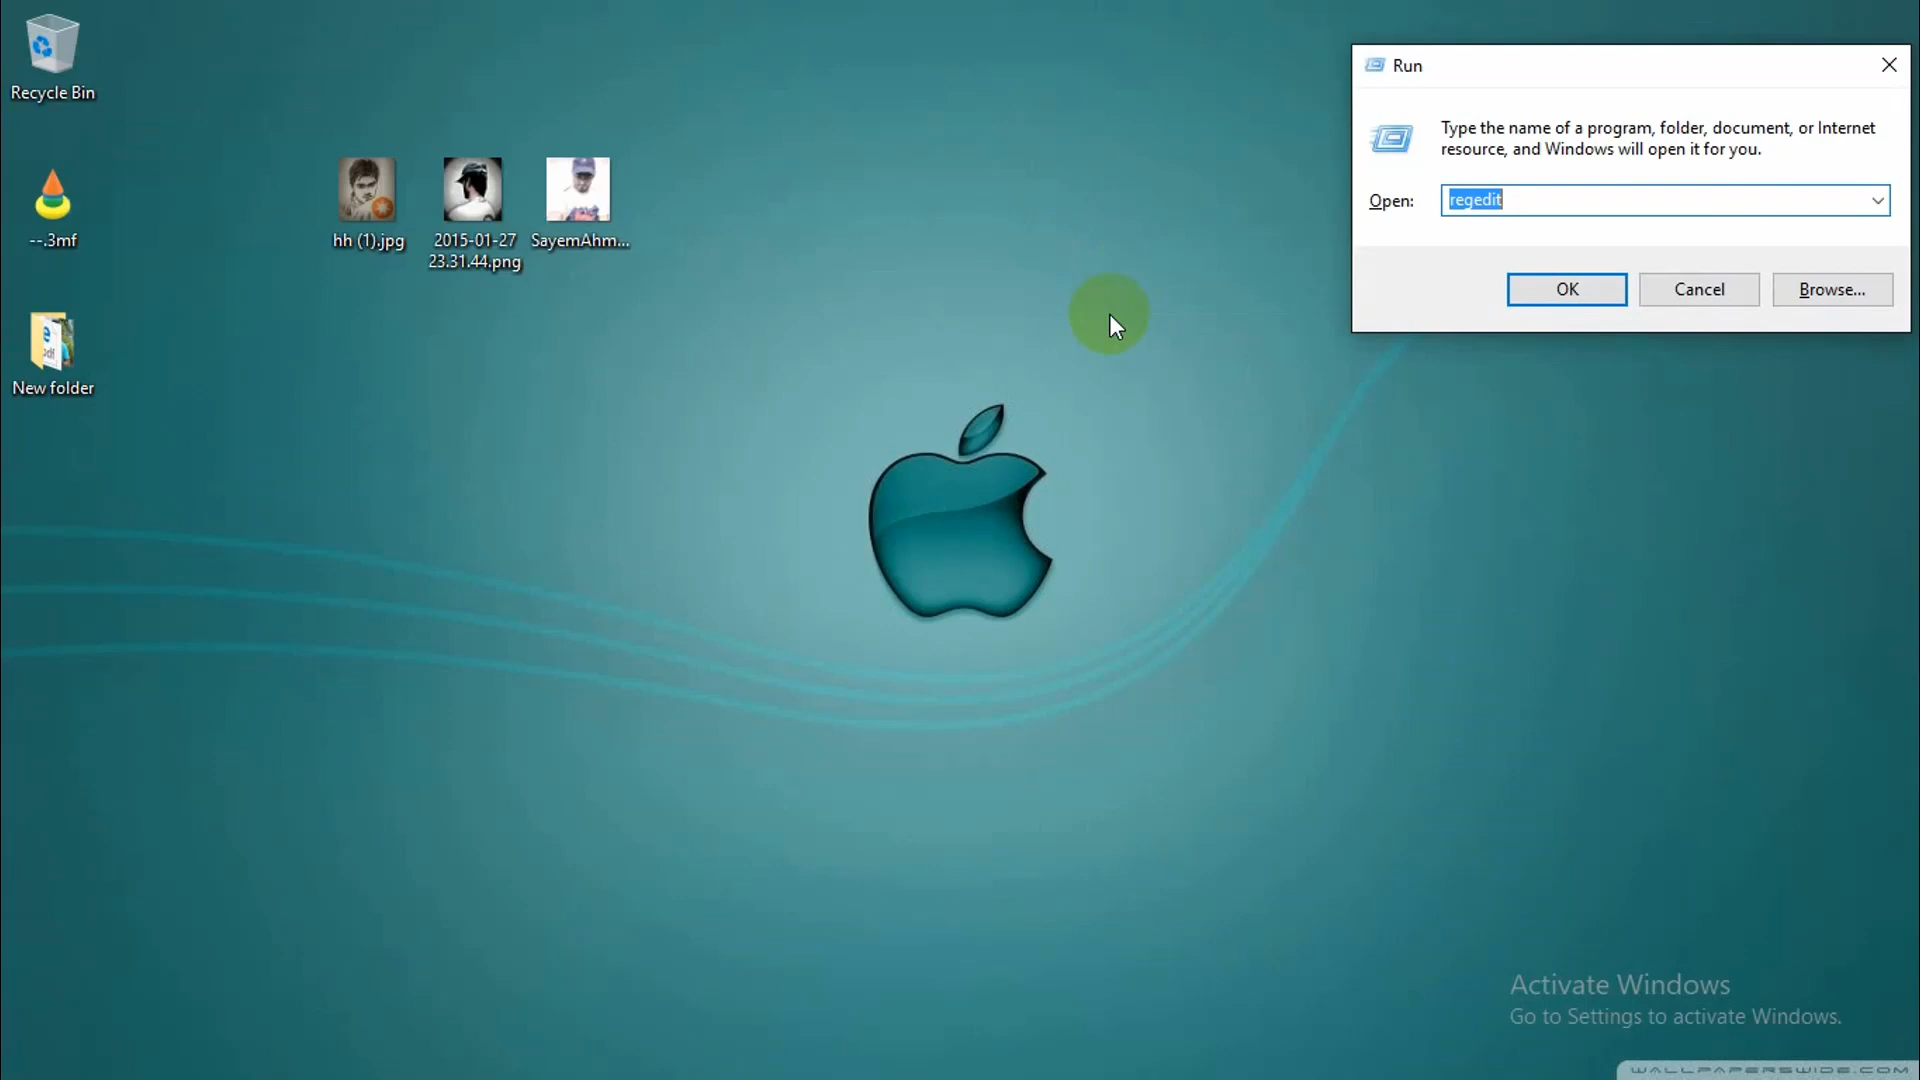 Recycle Bin
--.3mf
New folder
hh (1).jpg
2015-01-27
23.31.44.png
SayemAhm...
Run
Type the name of a program, folder, document, or Internet
resource, and Windows will open it for you.
Open:
regedit
OK
Cancel
Browse...
Activate Windows
Go to Settings to activate Windows.
WALLPAPERSWIDE.COM